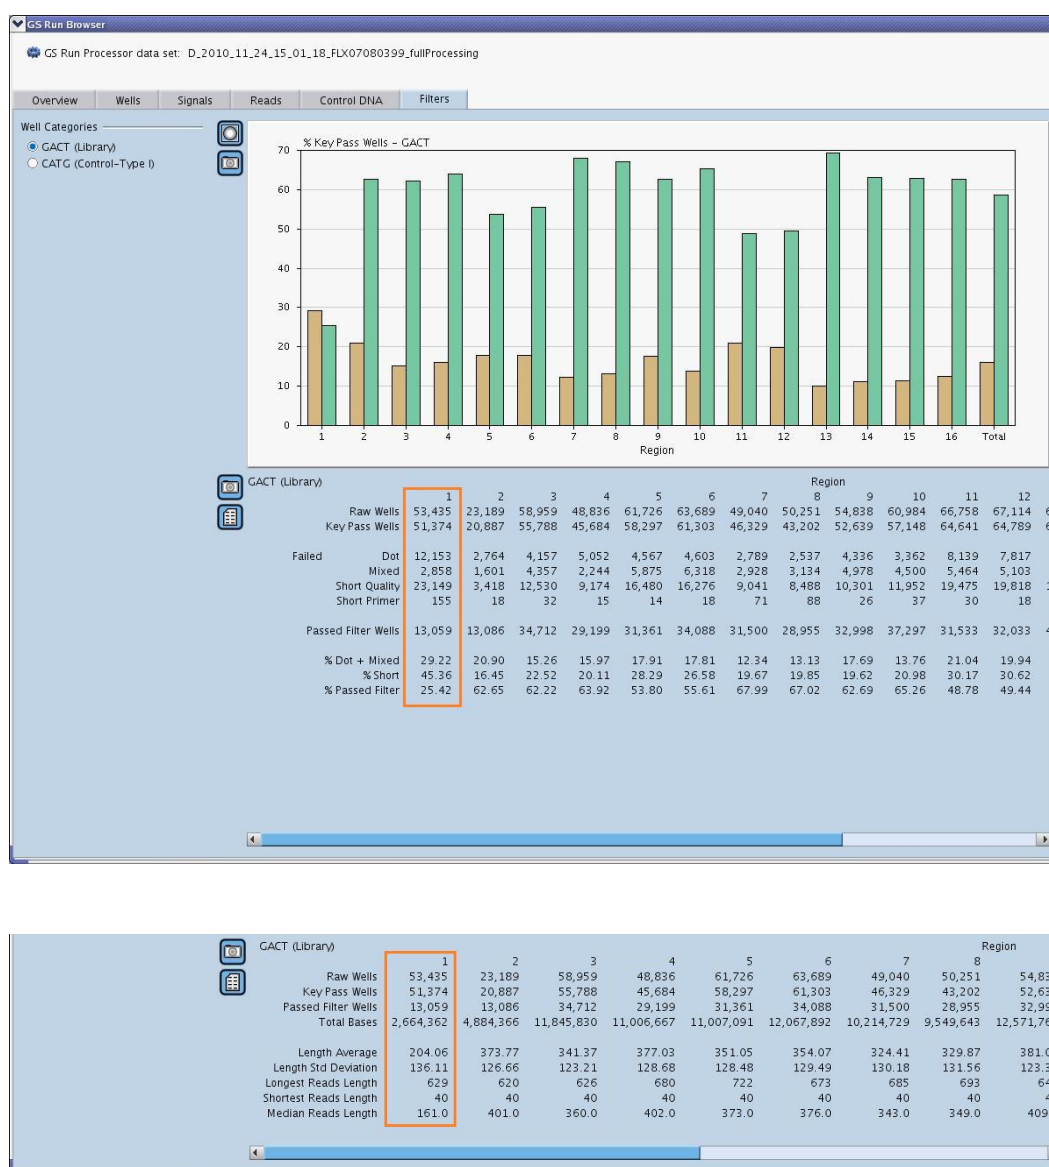 GS Run Browser
GS Run Processor data set: D_2010_11_24_15_01_18_FLX07080399_fullProcessing
Overview Wells Signals Reads Control DNA Filters
Well Categories
GACT (Library)
CATG (Control-Type I)
% Key Pass Wells - GACT
70
60
50
40
30
20
10
0
1 2 3 4 5 6 7 8 9 10 11 12 13 14 15 16 Total
Region
GACT (Library) Region
1 2 3 4 5 6 7 8 9 10 11 12
Raw Wells 53,435 23,189 58,959 48,836 61,726 63,689 49,040 50,251 54,838 60,984 66,758 67,114
Key Pass Wells 51,374 20,887 55,788 45,684 58,297 61,303 46,329 43,202 52,639 57,148 64,641 64,789
Failed Dot 12,153 2,764 4,157 5,052 4,567 4,603 2,789 2,537 4,336 3,362 8,139 7,817
Mixed 2,858 1,601 4,357 2,244 5,875 6,318 2,928 3,134 4,978 4,500 5,464 5,103
Short Quality 23,149 3,418 12,530 9,174 16,480 16,276 9,041 8,488 10,301 11,952 19,475 19,818
Short Primer 155 18 32 15 14 18 71 88 26 37 30 18
Passed Filter Wells 13,059 13,086 34,712 29,199 31,361 34,088 31,500 28,955 32,998 37,297 31,533 32,033
% Dot + Mixed 29.22 20.90 15.26 15.97 17.91 17.81 12.34 13.13 17.69 13.76 21.04 19.94
% Short 45.36 16.45 22.52 20.11 28.29 26.58 19.67 19.85 19.62 20.98 30.17 30.62
% Passed Filter 25.42 62.65 62.22 63.92 53.80 55.61 67.99 67.02 62.69 65.26 48.78 49.44
GACT (Library) Region
1 2 3 4 5 6 7 8
Raw Wells 53,435 23,189 58,959 48,836 61,726 63,689 49,040 50,251 54,83
Key Pass Wells 51,374 20,887 55,788 45,684 58,297 61,303 46,329 43,202 52,63
Passed Filter Wells 13,059 13,086 34,712 29,199 31,361 34,088 31,500 28,955 32,99
Total Bases 2,664,362 4,884,366 11,845,830 11,006,667 11,007,091 12,067,892 10,214,729 9,549,643 12,571,76
Length Average 204.06 373.77 341.37 377.03 351.05 354.07 324.41 329.87 381.0
Length Std Deviation 136.11 126.66 123.21 128.68 128.48 129.49 130.18 131.56 123.3
Longest Reads Length 629 620 626 680 722 673 685 693 64
Shortest Reads Length 40 40 40 40 40 40 40 40 4
Median Reads Length 161.0 401.0 360.0 402.0 373.0 376.0 343.0 349.0 409